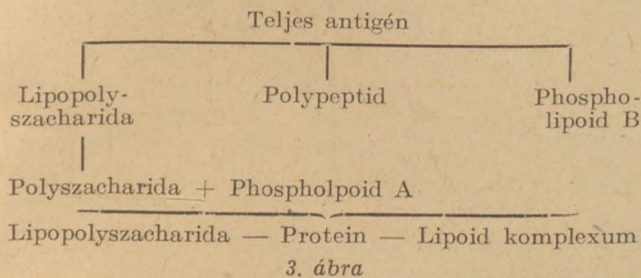 Teljes antigén
Lipopoly- Polypeptid Phospho-
szacharida lipoid B
Polyszacharida + Phospholpoid A
Lipopolyszacharida — Protein — Lipoid komplexum
3. ábra